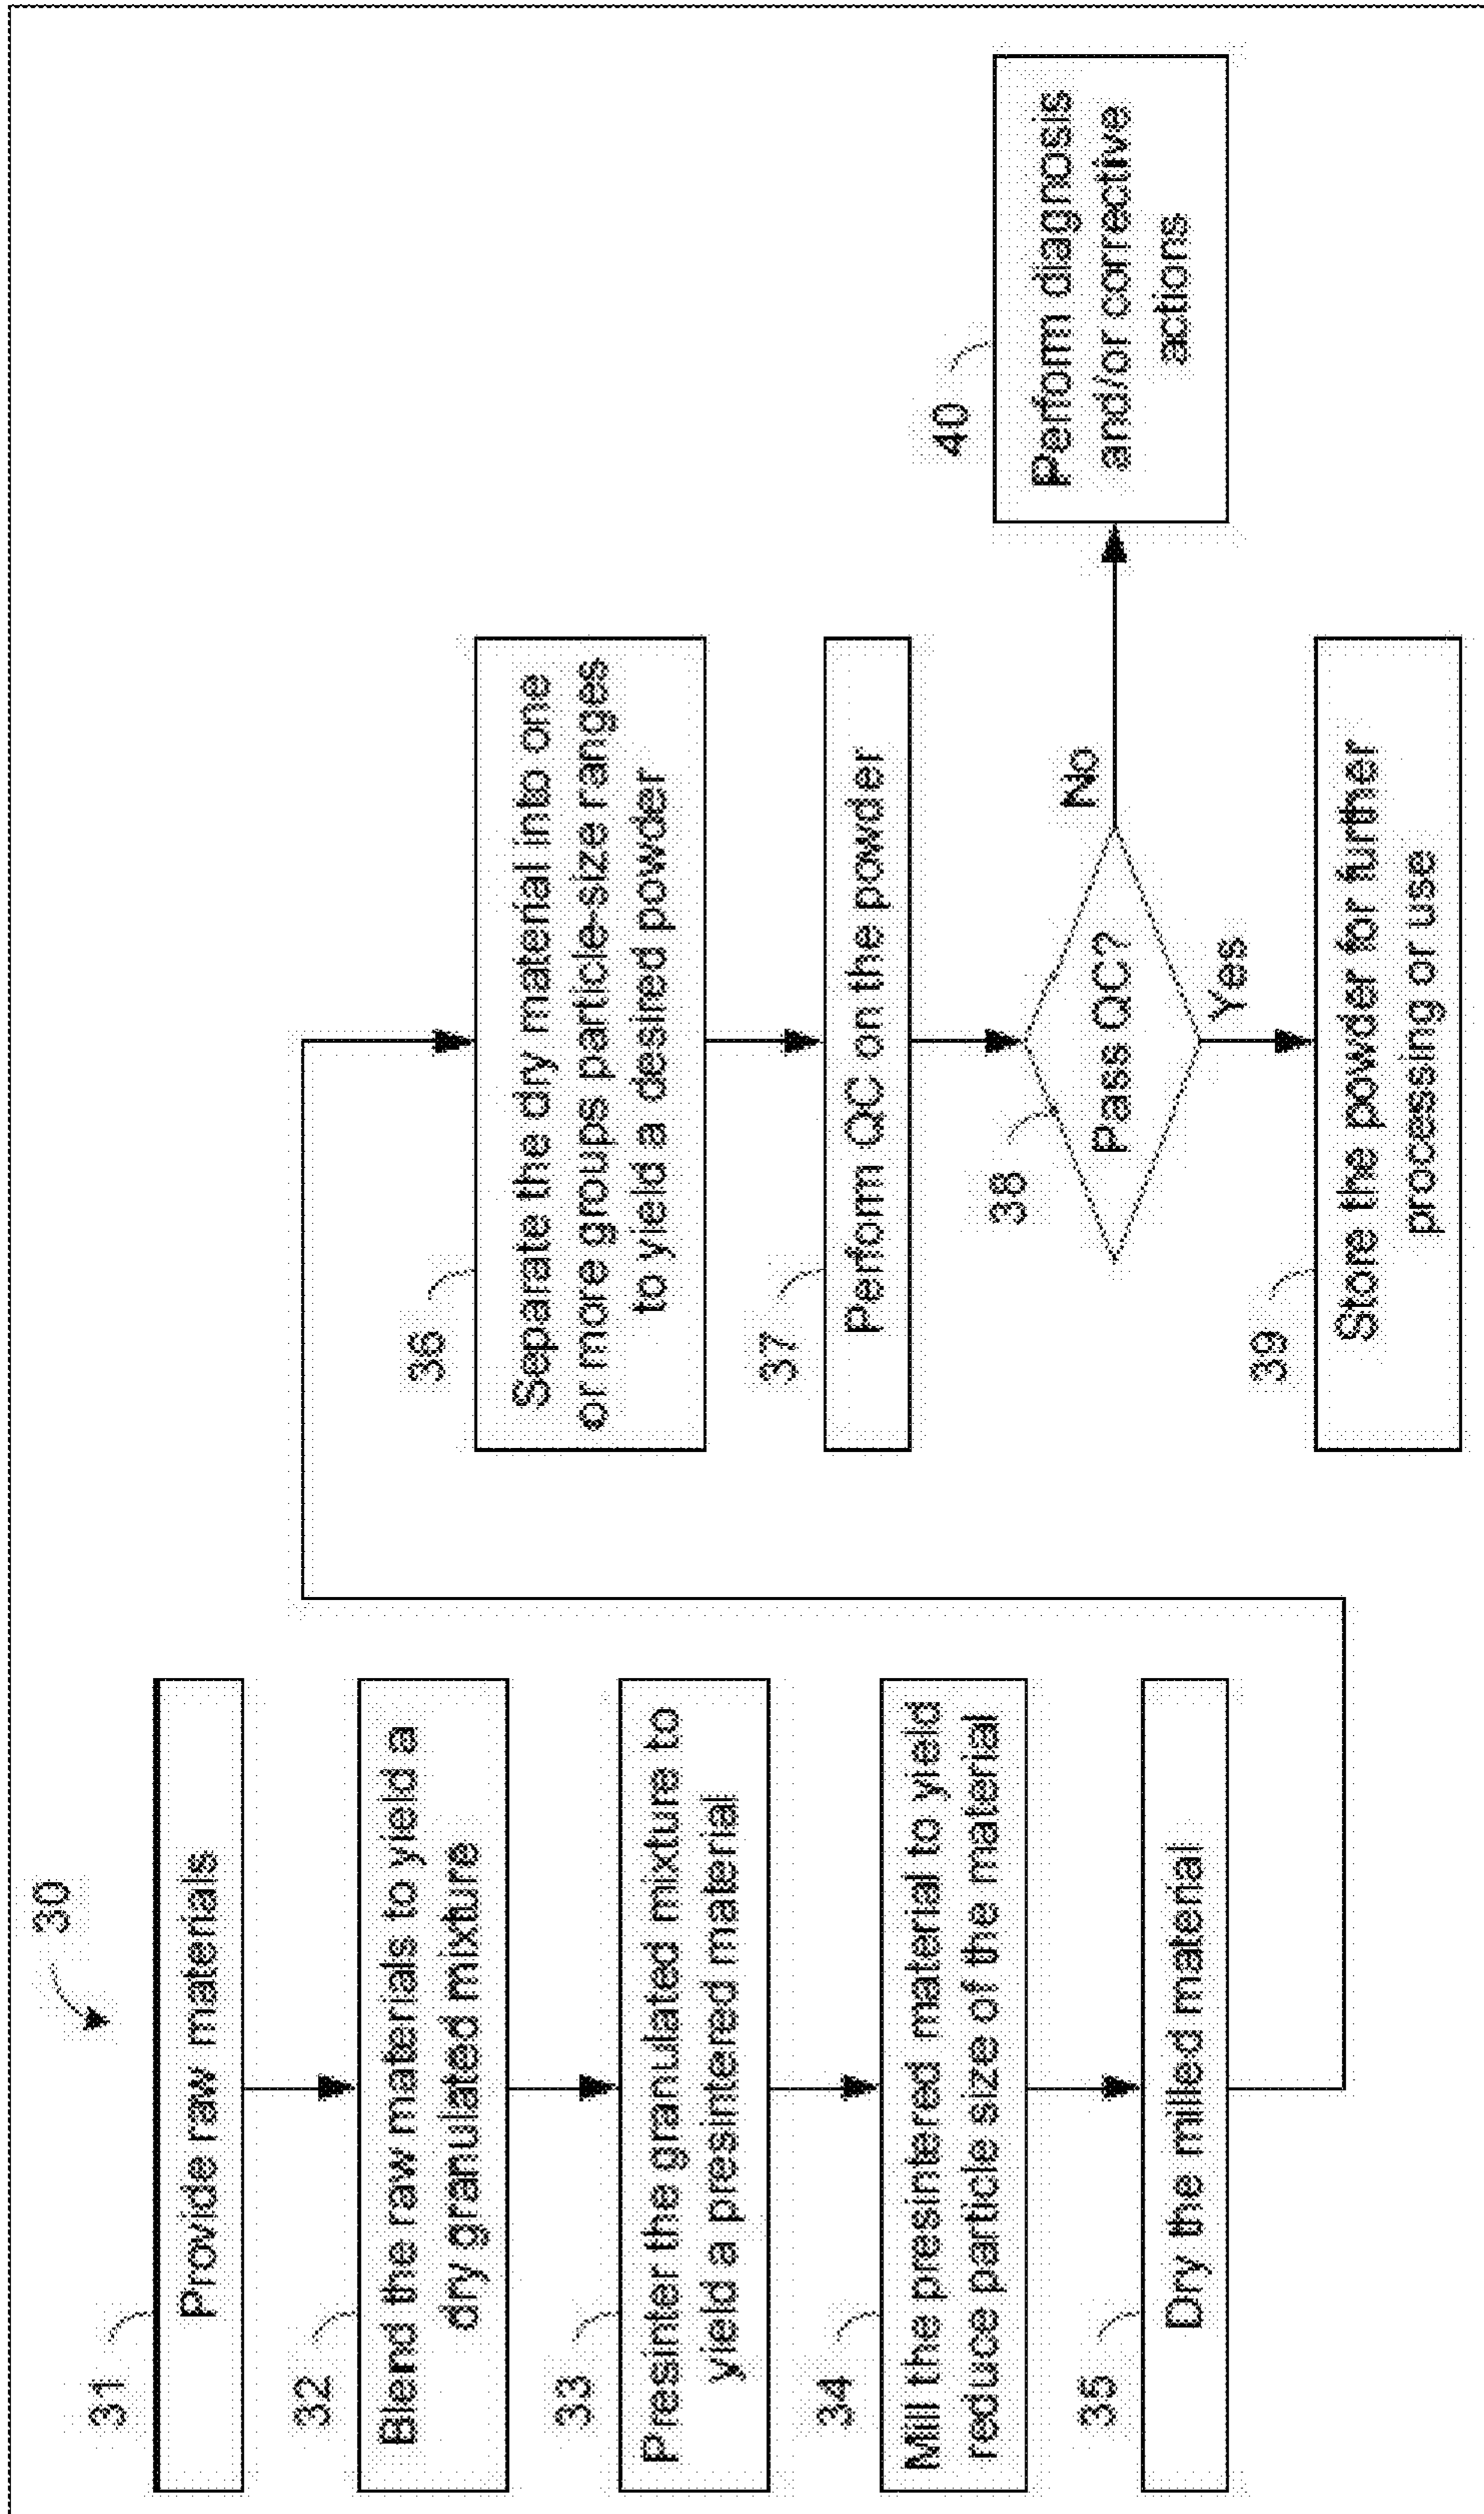 30
31
Provide raw materials
32
Blend the raw materials to yield a
dry granulated mixture
33
Presinter the granulated mixture to
yield a presintered material
34
Mill the presintered material to yield
reduce particle size of the material
35
Dry the milled material
36
Separate the dry material into one
or more groups particle-size ranges
to yield a desired powder
37
Perform QC on the powder
38
Pass QC?
No
Yes
40
Perform diagnosis
and/or corrective
actions
39
Store the powder for further
processing or use